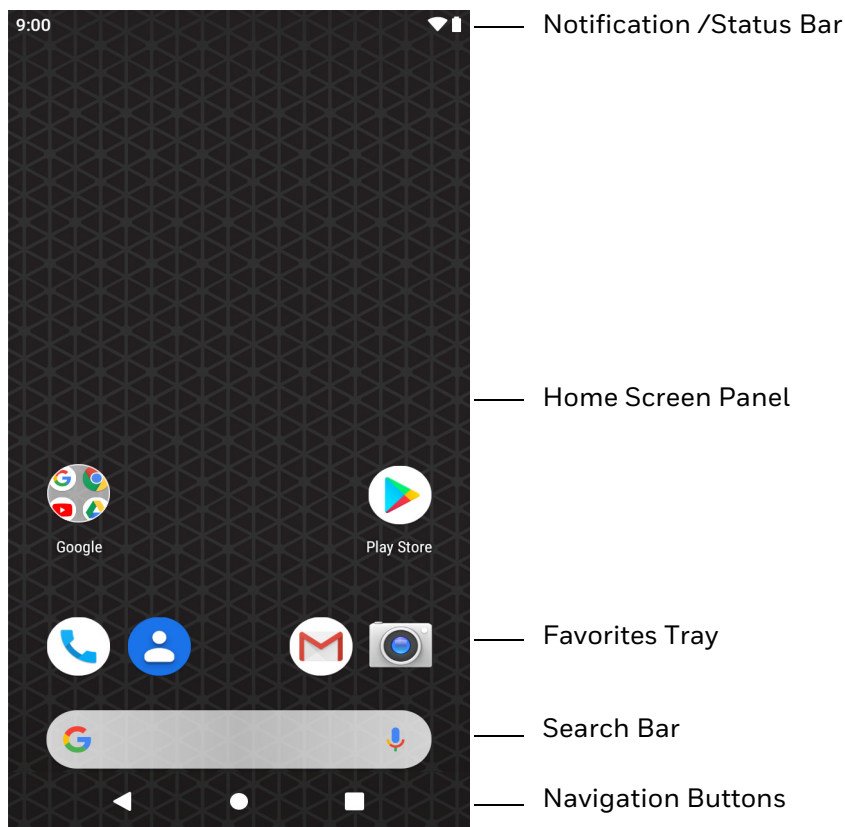 9:00
Notification /Status Bar
Home Screen Panel
Google
Play Store
Favorites Tray
Search Bar
Navigation Buttons